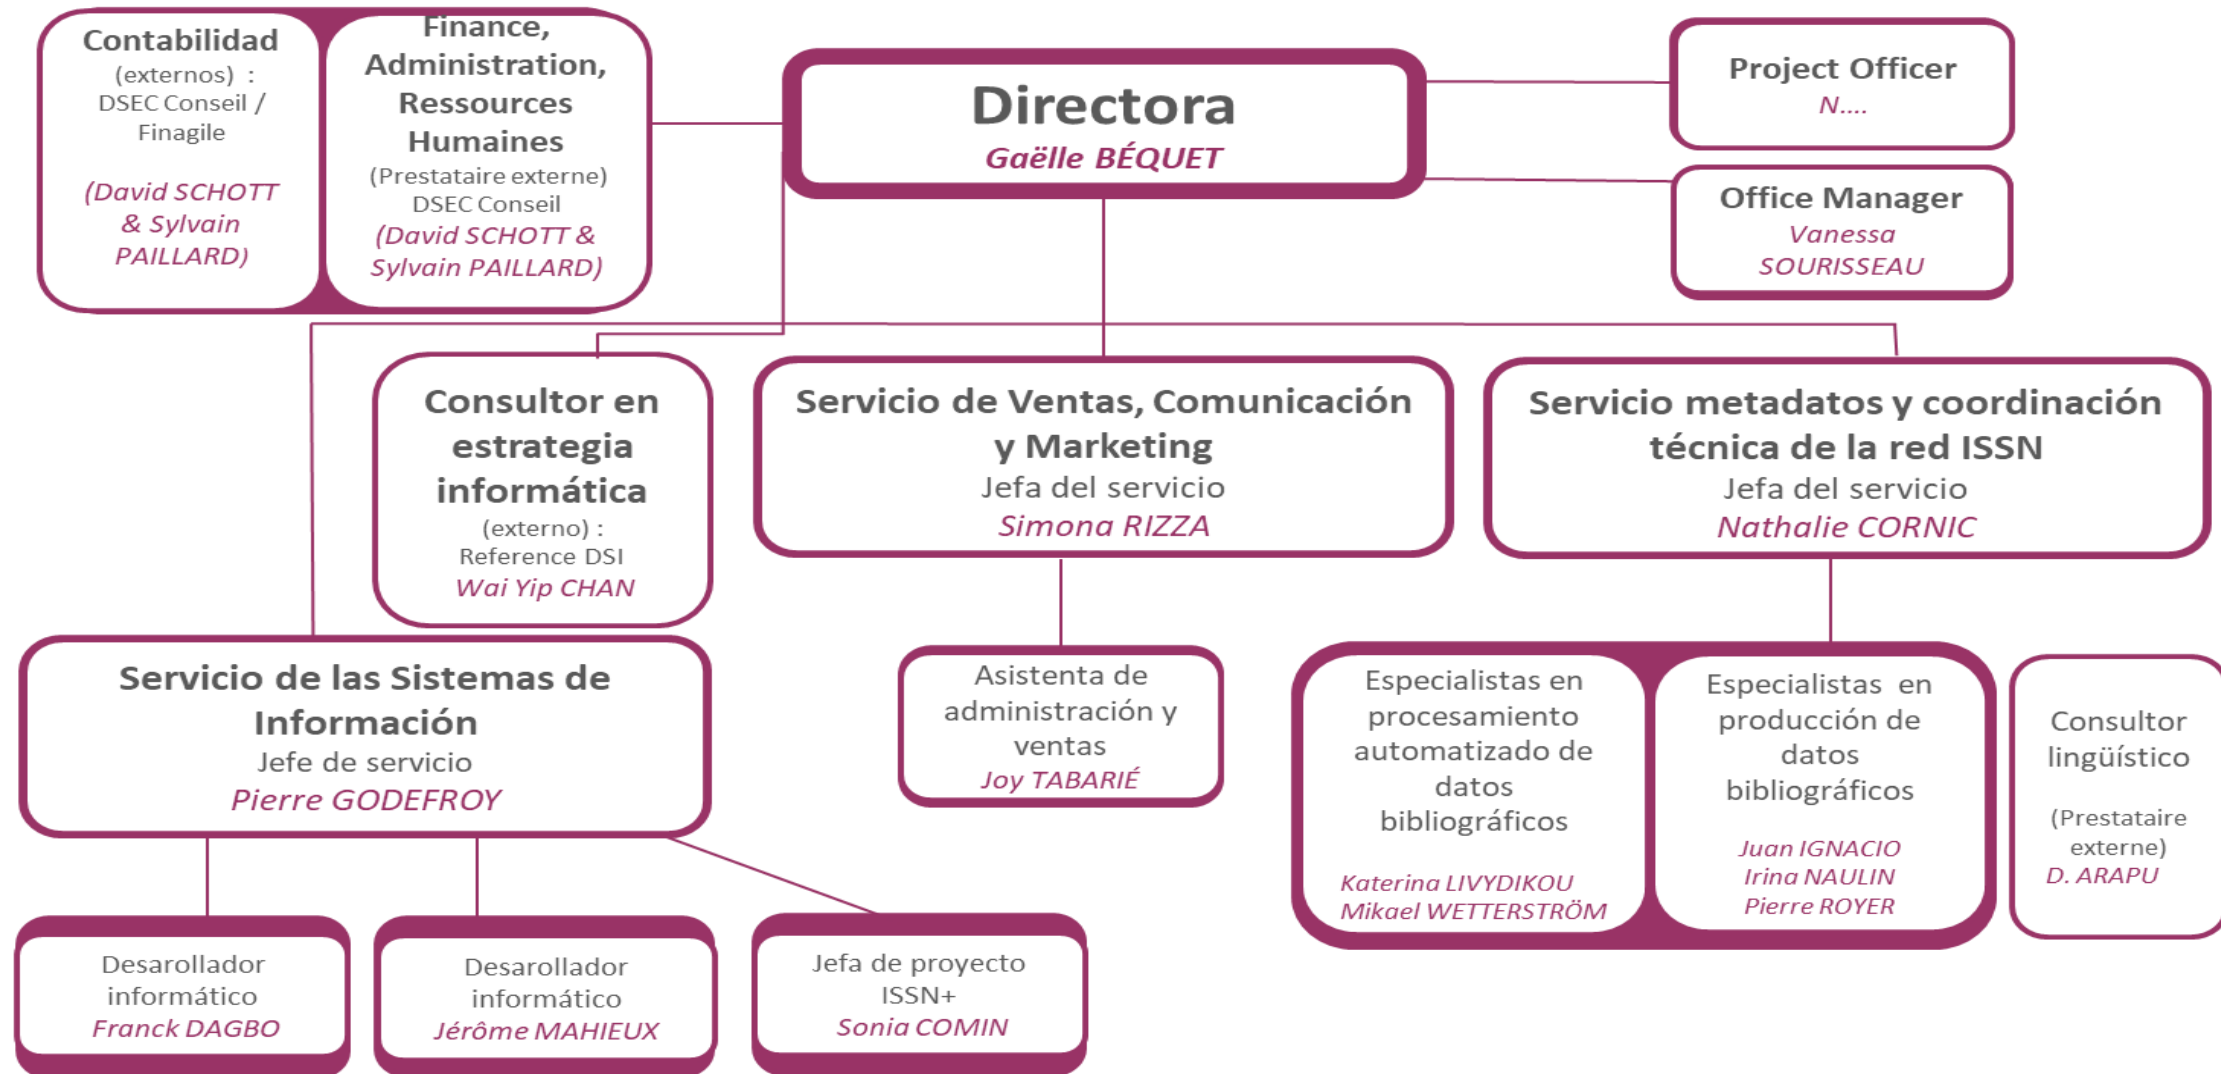 Contabilidad
(externos) :
DSEC Conseil /
Finagile
(David SCHOTT
& Sylvain
PAILLARD)
Finance,
Administration,
Ressources
Humaines
(Prestataire externe)
DSEC Conseil
(David SCHOTT &
Sylvain PAILLARD)
Directora
Gaëlle BÉQUET
Project Officer
N....
Office Manager
Vanessa
SOURISSEAU
Consultor en
estrategia
informática
(externo) :
Reference DSI
Wai Yip CHAN
Servicio de Ventas, Comunicación
y Marketing
Jefa del servicio
Simona RIZZA
Servicio metadatos y coordinación
técnica de la red ISSN
Jefa del servicio
Nathalie CORNIC
Servicio de las Sistemas de
Información
Jefe de servicio
Pierre GODEFROY
Asistenta de
administración y
ventas
Joy TABARIÉ
Especialistas en
procesamiento
automatizado de
datos
bibliográficos
Katerina LIVYDIKOU
Mikael WETTERSTRÖM
Especialistas en
producción de
datos
bibliográficos
Juan IGNACIO
Irina NAULIN
Pierre ROYER
Consultor
lingüístico
(Prestataire
externe)
D. ARAPU
Desarollador
informático
Franck DAGBO
Desarollador
informático
Jérôme MAHIEUX
Jefa de proyecto
ISSN+
Sonia COMIN